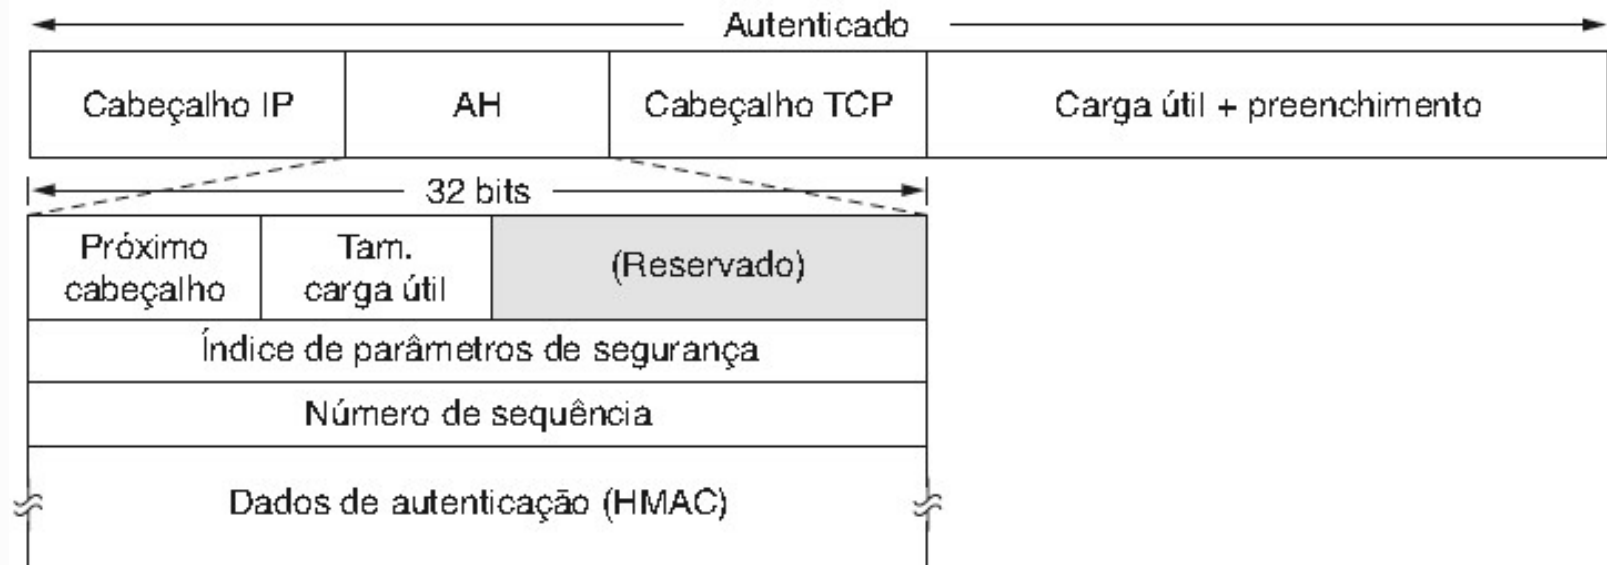 Autenticado
Cabeçalho IP
AH
Cabeçalho TCP
Carga útil + preenchimento
32 bits
Próximo
cabeçalho
Tam.
carga útil
(Reservado)
Índice de parâmetros de segurança
Número de sequência
Dados de autenticação (HMAC)